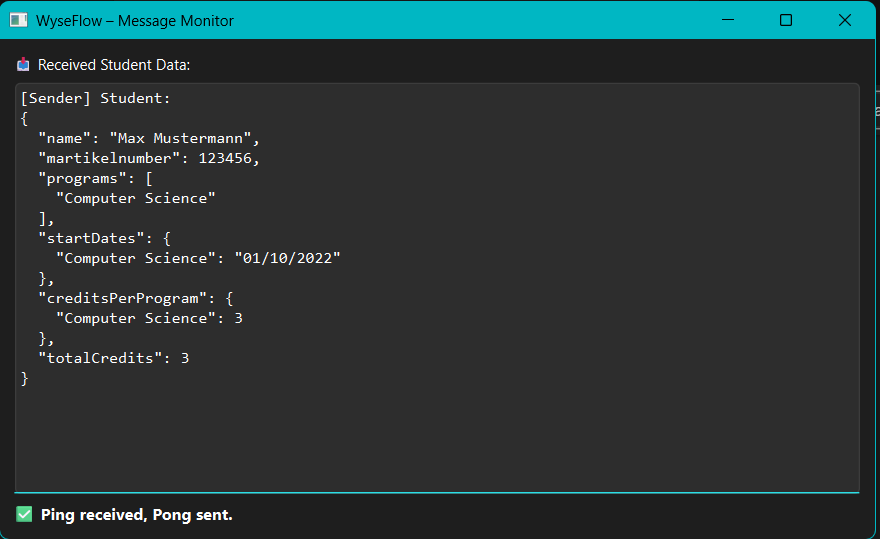 WyseFlow – Message Monitor
Received Student Data:
[Sender] Student:
{
  "name": "Max Mustermann",
  "martikelnumber": 123456,
  "programs": [
    "Computer Science"
  ],
  "startDates": {
    "Computer Science": "01/10/2022"
  },
  "creditsPerProgram": {
    "Computer Science": 3
  },
  "totalCredits": 3
}
Ping received, Pong sent.